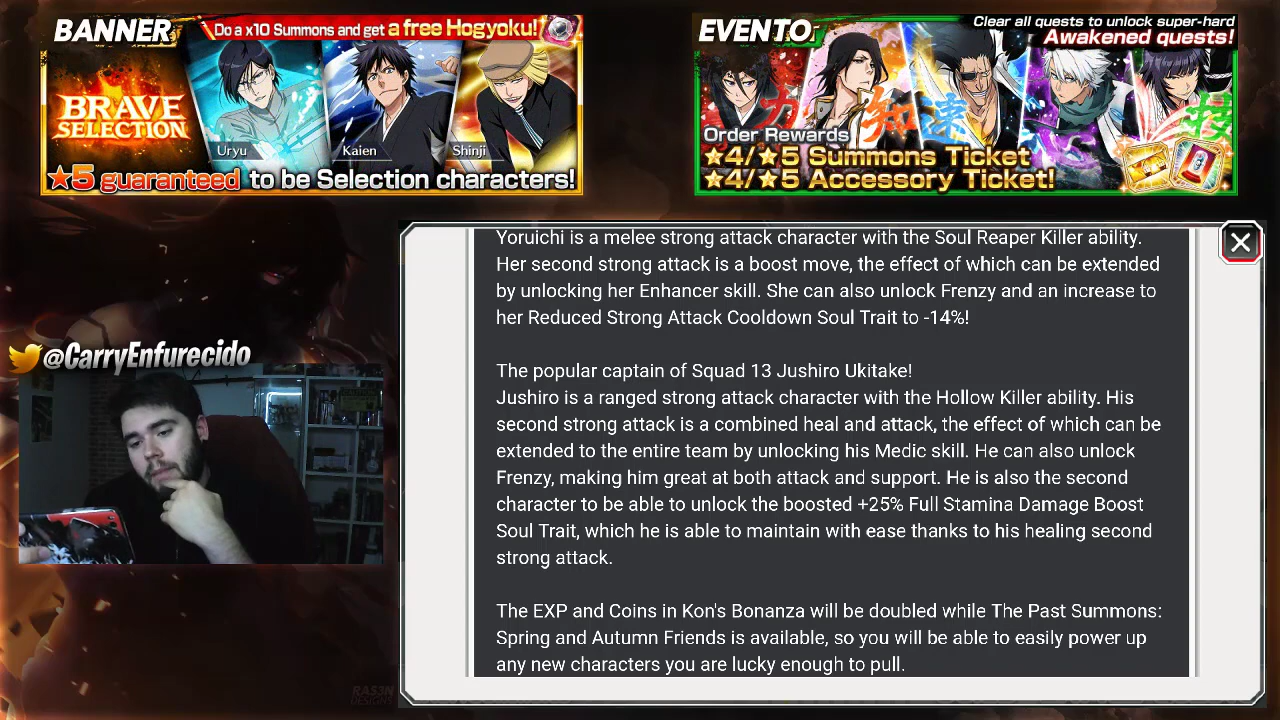 BANNER
Do a x10 Summons and get a free Hogyoku!
BRAVE
SELECTION
Uryu
Kaien
Shinji
★5 guaranteed to be Selection characters!
EVENTO
Clear all quests to unlock super-hard
Awakened quests!
Order Rewards
★4/★5 Summons Ticket
★4/★5 Accessory Ticket!
@CarryEnfurecido
Yoruichi is a melee strong attack character with the Soul Reaper Killer ability.
Her second strong attack is a boost move, the effect of which can be extended
by unlocking her Enhancer skill. She can also unlock Frenzy and an increase to
her Reduced Strong Attack Cooldown Soul Trait to -14%!
The popular captain of Squad 13 Jushiro Ukitake!
Jushiro is a ranged strong attack character with the Hollow Killer ability. His
second strong attack is a combined heal and attack, the effect of which can be
extended to the entire team by unlocking his Medic skill. He can also unlock
Frenzy, making him great at both attack and support. He is also the second
character to be able to unlock the boosted +25% Full Stamina Damage Boost
Soul Trait, which he is able to maintain with ease thanks to his healing second
strong attack.
The EXP and Coins in Kon's Bonanza will be doubled while The Past Summons:
Spring and Autumn Friends is available, so you will be able to easily power up
any new characters you are lucky enough to pull.
RAS3N
DESIGNS